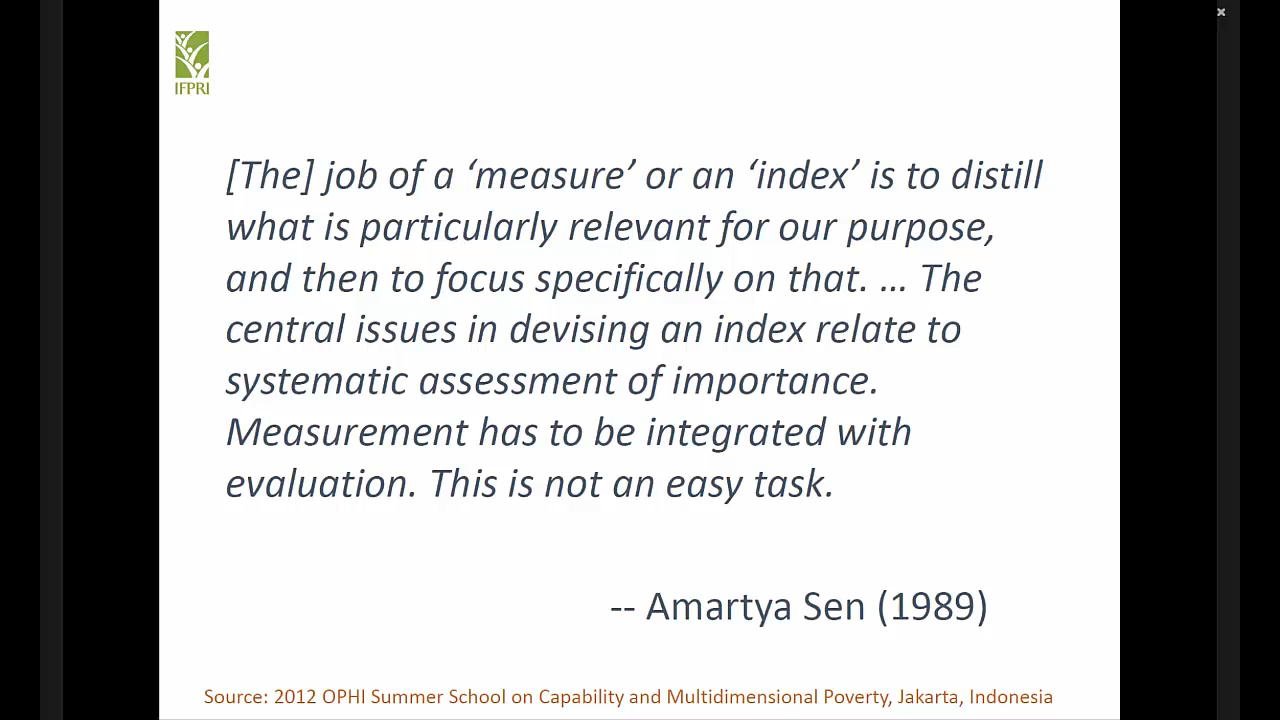 IFPRI
[The] job of a ‘measure’ or an ‘index’ is to distill
what is particularly relevant for our purpose,
and then to focus specifically on that. … The
central issues in devising an index relate to
systematic assessment of importance.
Measurement has to be integrated with
evaluation. This is not an easy task.
-- Amartya Sen (1989)
Source: 2012 OPHI Summer School on Capability and Multidimensional Poverty, Jakarta, Indonesia